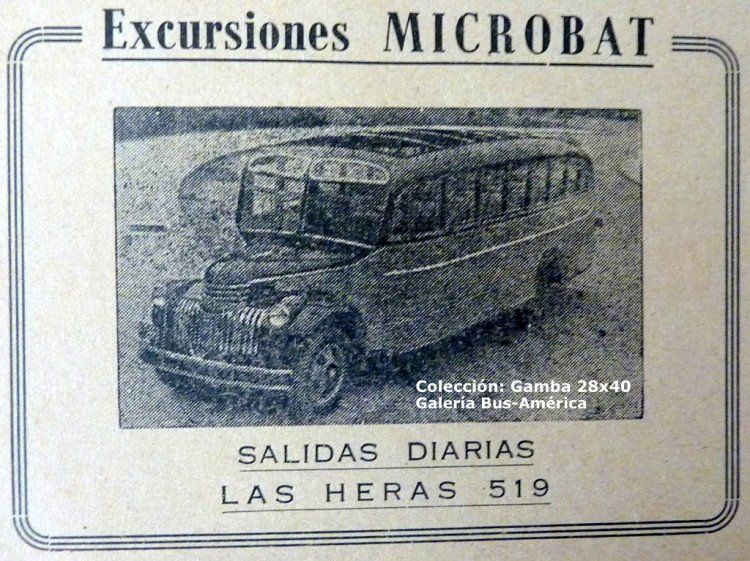 Excursiones MICROBAT
Colección: Gamba 28x40
Galería Bus-América
SALIDAS DIARIAS
LAS HERAS 519